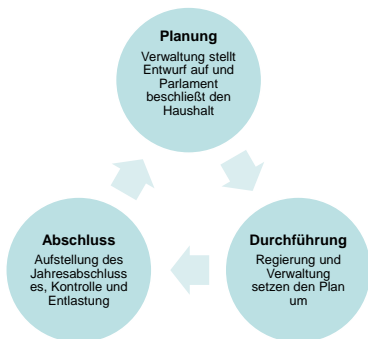 Planung
Verwaltung stellt
Entwurf auf und
Parlament
beschließt den
Haushalt
Abschluss
Aufstellung des
Jahresabschluss
es, Kontrolle und
Entlastung
Durchführung
Regierung und
Verwaltung
setzen den Plan
um